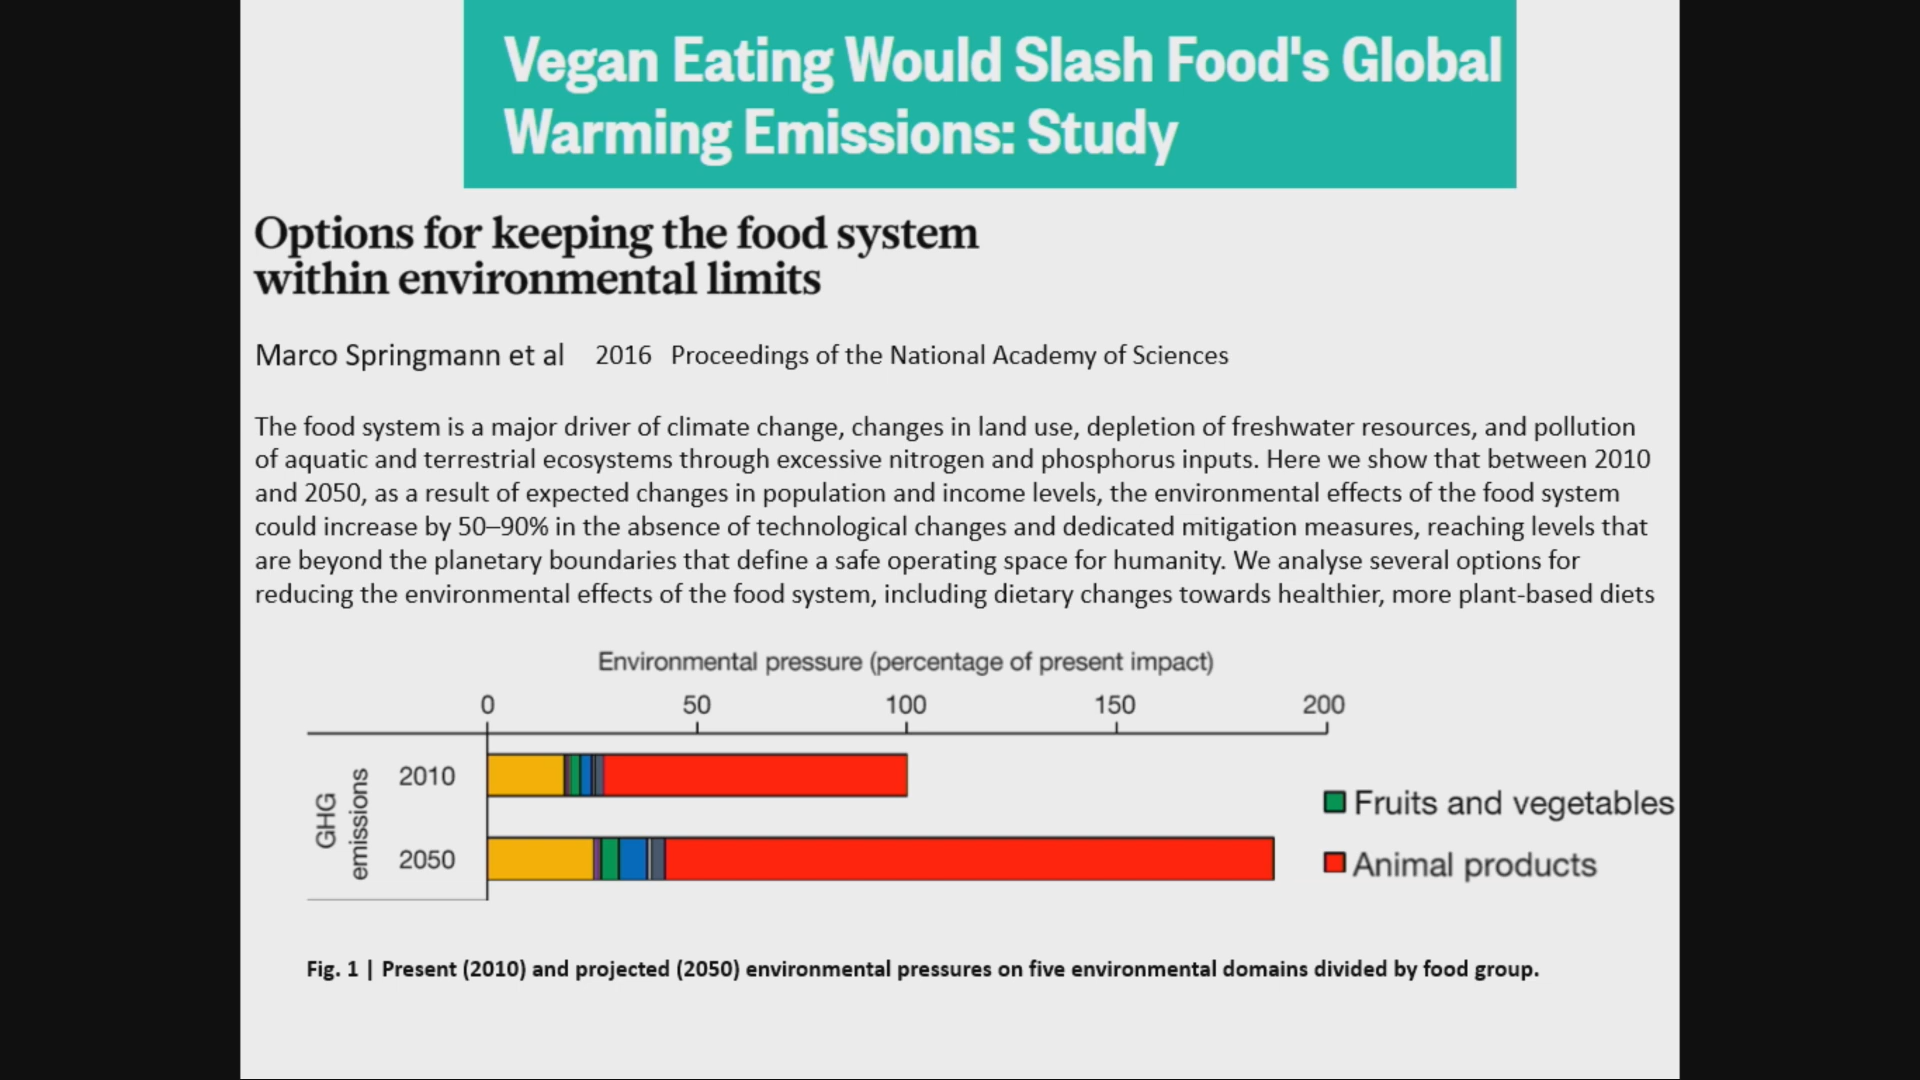 Vegan Eating Would Slash Food's Global
Warming Emissions: Study
Options for keeping the food system
within environmental limits
Marco Springmann et al 2016 Proceedings of the National Academy of Sciences
The food system is a major driver of climate change, changes in land use, depletion of freshwater resources, and pollution
of aquatic and terrestrial ecosystems through excessive nitrogen and phosphorus inputs. Here we show that between 2010
and 2050, as a result of expected changes in population and income levels, the environmental effects of the food system
could increase by 50–90% in the absence of technological changes and dedicated mitigation measures, reaching levels that
are beyond the planetary boundaries that define a safe operating space for humanity. We analyse several options for
reducing the environmental effects of the food system, including dietary changes towards healthier, more plant-based diets
Environmental pressure (percentage of present impact)
0 50 100 150 200
GHG
emissions
2010
2050
Fruits and vegetables
Animal products
Fig. 1 | Present (2010) and projected (2050) environmental pressures on five environmental domains divided by food group.